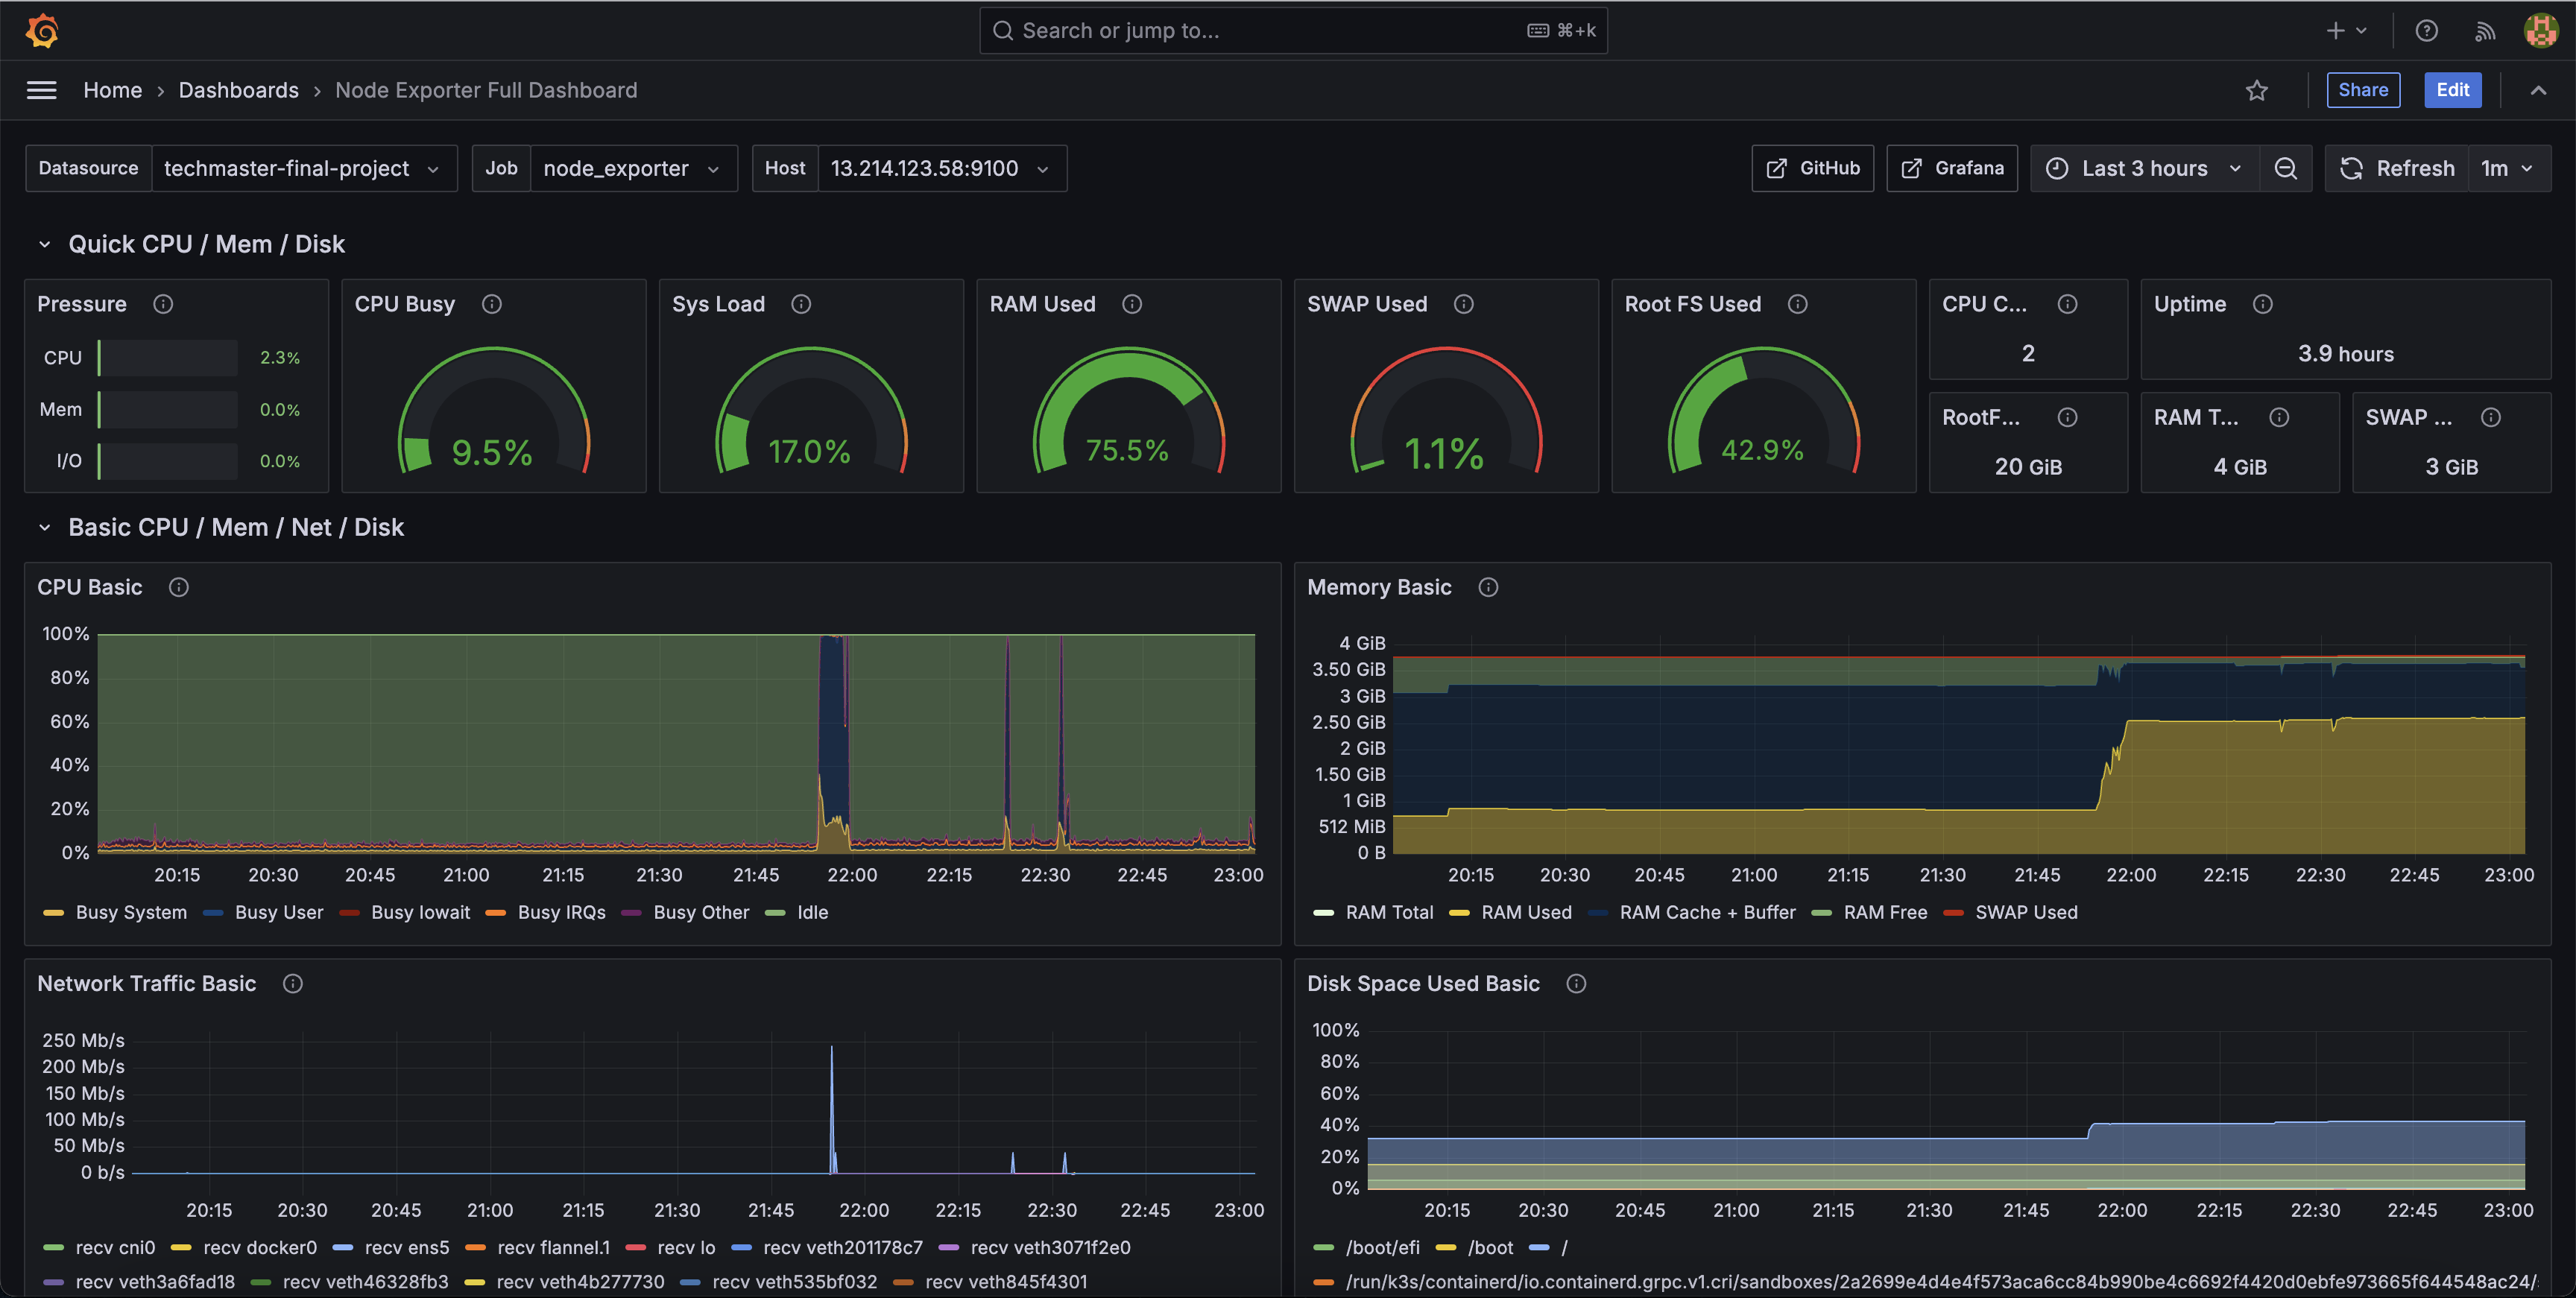 Search or jump to... ⌘+k
Home › Dashboards › Node Exporter Full Dashboard Share Edit
Datasource techmaster-final-project Job node_exporter Host 13.214.123.58:9100 GitHub Grafana Last 3 hours Refresh 1m
Quick CPU / Mem / Disk
Pressure
CPU 2.3%
Mem 0.0%
I/O 0.0%
CPU Busy
9.5%
Sys Load
17.0%
RAM Used
75.5%
SWAP Used
1.1%
Root FS Used
42.9%
CPU C...
2
Uptime
3.9 hours
RootF...
20 GiB
RAM T...
4 GiB
SWAP ...
3 GiB
Basic CPU / Mem / Net / Disk
CPU Basic
100%
80%
60%
40%
20%
0%
20:15 20:30 20:45 21:00 21:15 21:30 21:45 22:00 22:15 22:30 22:45 23:00
Busy System Busy User Busy Iowait Busy IRQs Busy Other Idle
Memory Basic
4 GiB
3.50 GiB
3 GiB
2.50 GiB
2 GiB
1.50 GiB
1 GiB
512 MiB
0 B
20:15 20:30 20:45 21:00 21:15 21:30 21:45 22:00 22:15 22:30 22:45 23:00
RAM Total RAM Used RAM Cache + Buffer RAM Free SWAP Used
Network Traffic Basic
250 Mb/s
200 Mb/s
150 Mb/s
100 Mb/s
50 Mb/s
0 b/s
20:15 20:30 20:45 21:00 21:15 21:30 21:45 22:00 22:15 22:30 22:45 23:00
recv cni0 recv docker0 recv ens5 recv flannel.1 recv lo recv veth201178c7 recv veth3071f2e0
recv veth3a6fad18 recv veth46328fb3 recv veth4b277730 recv veth535bf032 recv veth845f4301
Disk Space Used Basic
100%
80%
60%
40%
20%
0%
20:15 20:30 20:45 21:00 21:15 21:30 21:45 22:00 22:15 22:30 22:45 23:00
/boot/efi /boot /
/run/k3s/containerd/io.containerd.grpc.v1.cri/sandboxes/2a2699e4d4e4f573aca6cc84b990be4c6692f4420d0ebfe973665f644548ac24/